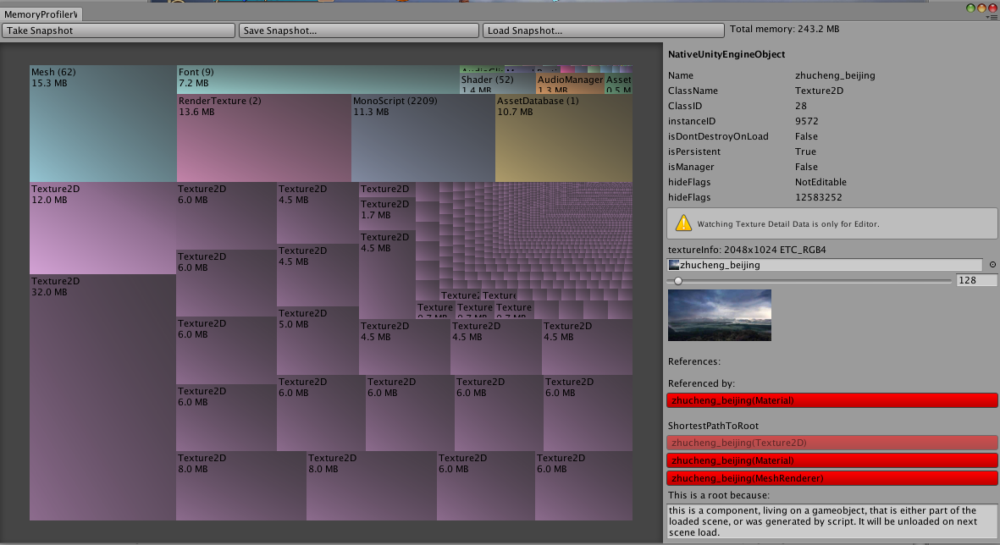 MemoryProfilerW
Take Snapshot
Save Snapshot...
Load Snapshot...
Total memory: 243.2 MB
Mesh (62)
15.3 MB
Font (9)
7.2 MB
Shader (52)
1.4 MB
AudioManager
1.3 MB
Asset
0.5 M
RenderTexture (2)
13.6 MB
MonoScript (2209)
11.3 MB
AssetDatabase (1)
10.7 MB
Texture2D
12.0 MB
Texture2D
32.0 MB
Texture2D
6.0 MB
Texture2D
6.0 MB
Texture2D
6.0 MB
Texture2D
6.0 MB
Texture2D
4.5 MB
Texture2D
4.5 MB
Texture2D
5.0 MB
Texture2D
Texture2D
1.7 MB
Texture2D
4.5 MB
Texture2
Texture
Texture
0.7 MB
Texture
0.7 MB
Texture
0.7 MB
Texture2D
4.5 MB
Texture2D
4.5 MB
Texture2D
4.5 MB
Texture2D
6.0 MB
Texture2D
6.0 MB
Texture2D
6.0 MB
Texture2D
6.0 MB
Texture2D
8.0 MB
Texture2D
8.0 MB
Texture2D
6.0 MB
Texture2D
6.0 MB
NativeUnityEngineObject
Name zhucheng_beijing
ClassName Texture2D
ClassID 28
instanceID 9572
isDontDestroyOnLoad False
isPersistent True
isManager False
hideFlags NotEditable
hideFlags 12583252
Watching Texture Detail Data is only for Editor.
textureInfo: 2048x1024 ETC_RGB4
zhucheng_beijing
128
References:
Referenced by:
zhucheng_beijing(Material)
ShortestPathToRoot
zhucheng_beijing(Texture2D)
zhucheng_beijing(Material)
zhucheng_beijing(MeshRenderer)
This is a root because:
this is a component, living on a gameobject, that is either part of the
loaded scene, or was generated by script. It will be unloaded on next
scene load.